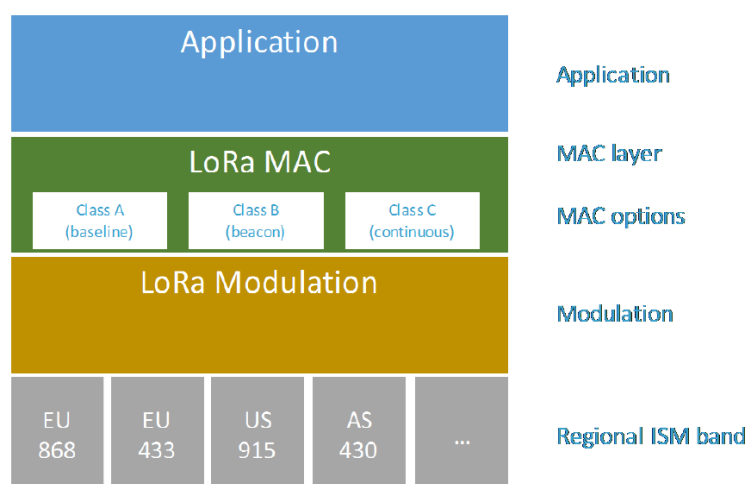 Application
Application
LoRa MAC
MAC layer
Class A
(baseline)
Class B
(beacon)
Class C
(continuous)
MAC options
LoRa Modulation
Modulation
EU
868
EU
433
US
915
AS
430
...
Regional ISM band